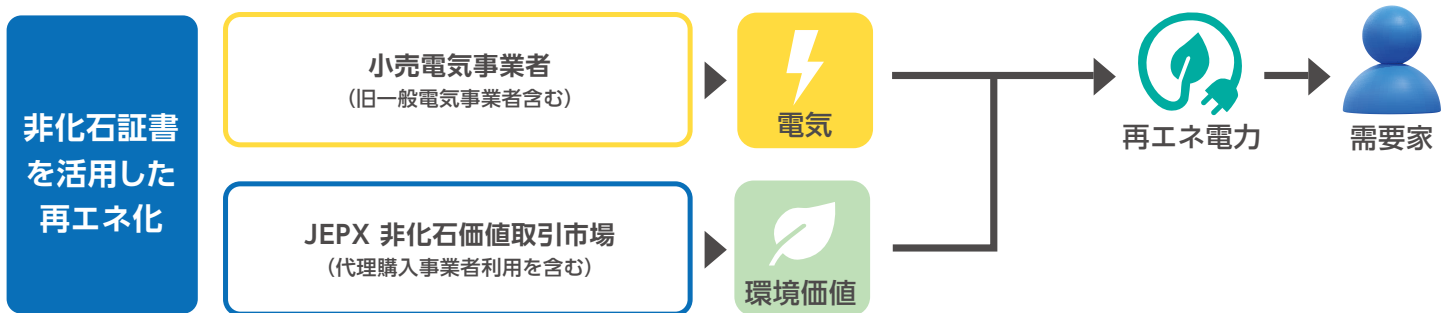 非化石証書
を活用した
再エネ化
小売電気事業者
（旧一般電気事業者含む）
電気
JEPX 非化石価値取引市場
（代理購入事業者利用を含む）
環境価値
再エネ電力
需要家